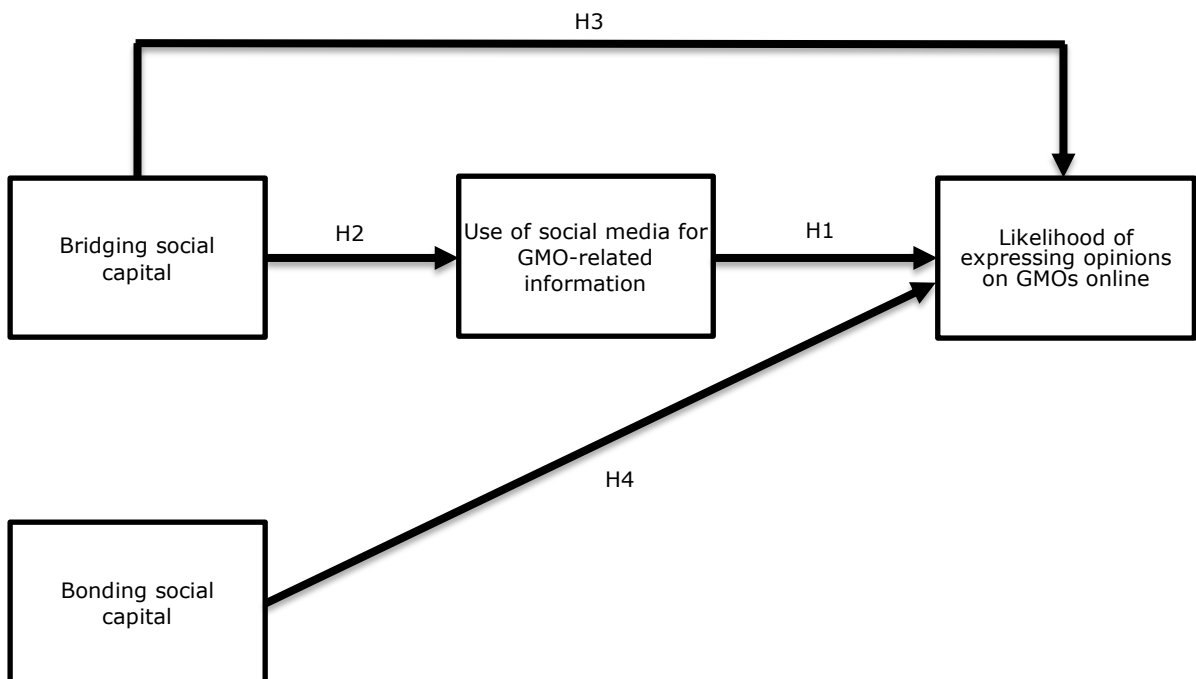 H3
Bridging social
capital
H2
Use of social media for
GMO-related
information
H1
Likelihood of
expressing opinions
on GMOs online
H4
Bonding social
capital